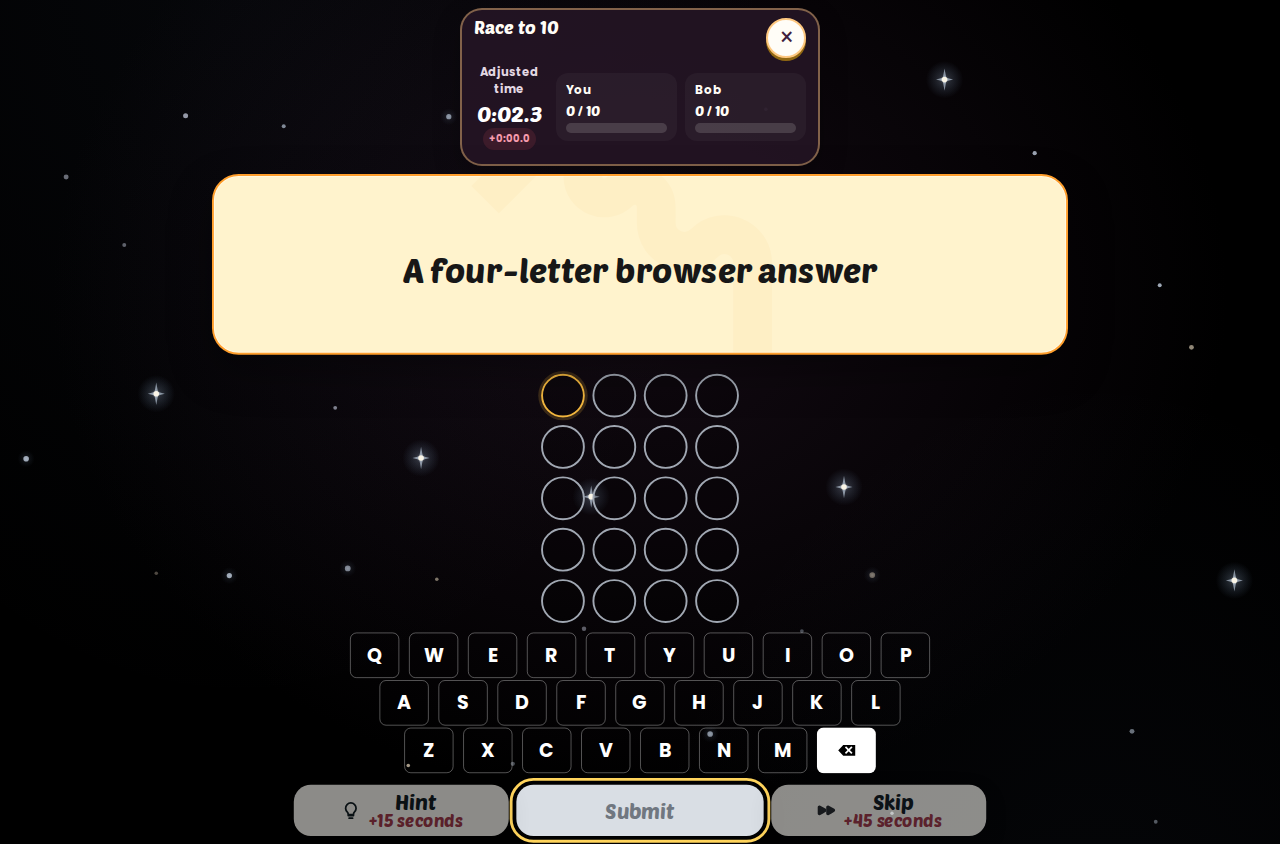 Race to 10
×
Adjusted
time
0:02.3
+0:00.0
You
0 / 10
Bob
0 / 10
A four-letter browser answer
Q W E R T Y U I O P
A S D F G H J K L
Z X C V B N M
Hint
+15 seconds
Submit
Skip
+45 seconds